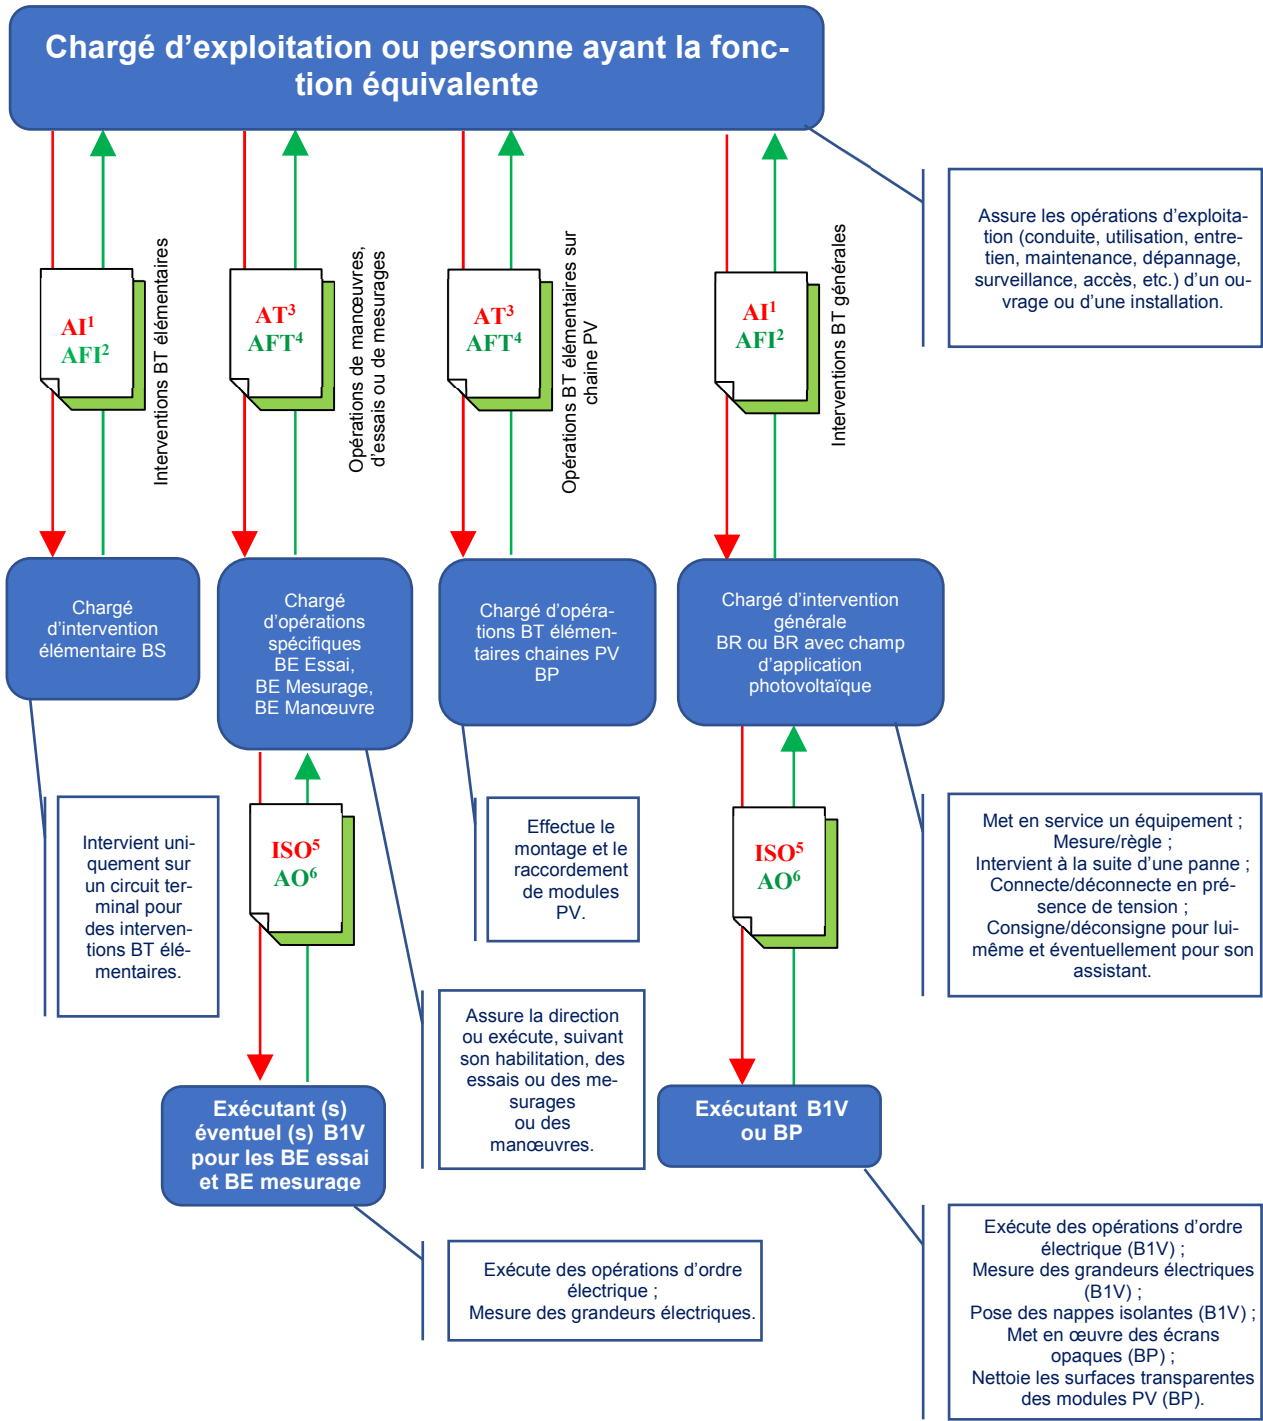 Chargé d'exploitation ou personne ayant la fonc-
tion équivalente
Assure les opérations d'exploita-
tion (conduite, utilisation, entre-
tien, maintenance, dépannage,
surveillance, accès, etc.) d'un ou-
vrage ou d'une installation.
AI¹
AFI²
Interventions BT élémentaires
AT³
AFT⁴
Opérations de manœuvres,
d'essais ou de mesurages
AT³
AFT⁴
Opérations BT élémentaires sur
chaine PV
AI¹
AFI²
Interventions BT générales
Chargé
d'intervention
élémentaire BS
Chargé
d'opérations
spécifiques
BE Essai,
BE Mesurage,
BE Manœuvre
Chargé d'opéra-
tions BT élémen-
taires chaines PV
BP
Chargé d'intervention
générale
BR ou BR avec champ
d'application
photovoltaïque
Intervient uni-
quement sur
un circuit ter-
minal pour
des interven-
tions BT élé-
mentaires.
ISO⁵
AO⁶
Effectue le
montage et le
raccordement
de modules
PV.
ISO⁵
AO⁶
Met en service un équipement ;
Mesure/règle ;
Intervient à la suite d'une panne ;
Connecte/déconnecte en pré-
sence de tension ;
Consigne/déconsigne pour lui-
même et éventuellement pour son
assistant.
Assure la direction
ou exécute, suivant
son habilitation, des
essais ou des me-
surages
ou des
manœuvres.
Exécutant (s)
éventuel (s) B1V
pour les BE essai
et BE mesurage
Exécutant B1V
ou BP
Exécute des opérations d'ordre
électrique ;
Mesure des grandeurs électriques.
Exécute des opérations d'ordre
électrique (B1V) ;
Mesure des grandeurs électriques
(B1V) ;
Pose des nappes isolantes (B1V) ;
Met en œuvre des écrans
opaques (BP) ;
Nettoie les surfaces transparentes
des modules PV (BP).